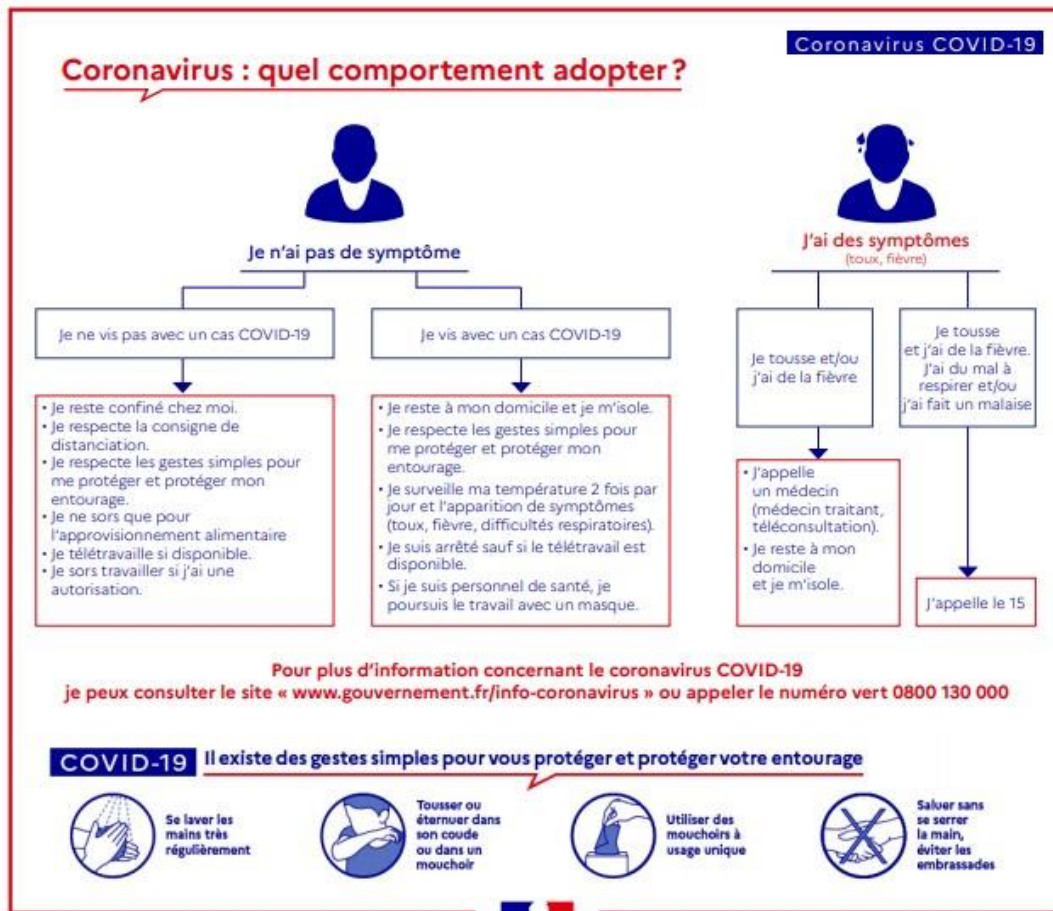 Coronavirus COVID-19
Coronavirus : quel comportement adopter ?
Je n'ai pas de symptôme
J'ai des symptômes
(toux, fièvre)
Je ne vis pas avec un cas COVID-19
Je vis avec un cas COVID-19
Je tousse et/ou
j'ai de la fièvre
Je tousse
et j'ai de la fièvre.
J'ai du mal à
respirer et/ou
j'ai fait un malaise
• Je reste confiné chez moi.
• Je respecte la consigne de
distanciation.
• Je respecte les gestes simples pour
me protéger et protéger mon
entourage.
• Je ne sors que pour
l'approvisionnement alimentaire
• Je télétravaille si disponible.
• Je sors travailler si j'ai une
autorisation.
• Je reste à mon domicile et je m'isole.
• Je respecte les gestes simples pour
me protéger et protéger mon
entourage.
• Je surveille ma température 2 fois par
jour et l'apparition de symptômes
(toux, fièvre, difficultés respiratoires).
• Je suis arrêté sauf si le télétravail est
disponible.
• Si je suis personnel de santé, je
poursuis le travail avec un masque.
• J'appelle
un médecin
(médecin traitant,
téléconsultation).
• Je reste à mon
domicile
et je m'isole.
J'appelle le 15
Pour plus d'information concernant le coronavirus COVID-19
je peux consulter le site « www.gouvernement.fr/info-coronavirus » ou appeler le numéro vert 0800 130 000
COVID-19 Il existe des gestes simples pour vous protéger et protéger votre entourage
Se laver les
mains très
régulièrement
Tousser ou
éternuer dans
son coude
ou dans un
mouchoir
Utiliser des
mouchoirs à
usage unique
Saluer sans
se serrer
la main,
éviter les
embrassades